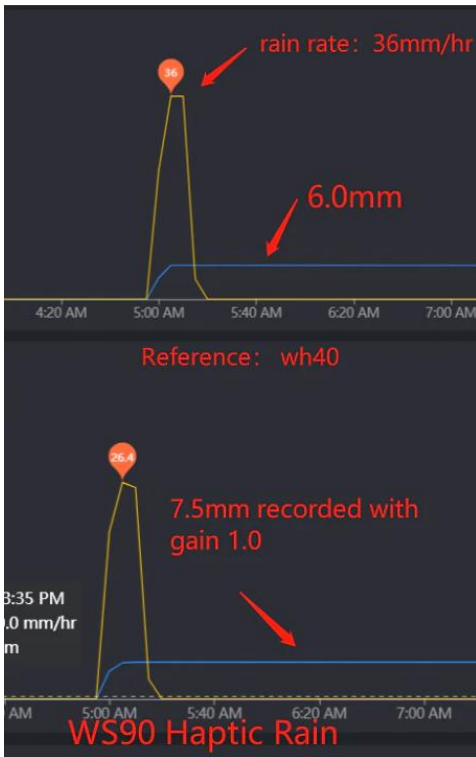 rain rate: 36mm/hr
36
6.0mm
4:20 AM 5:00 AM 5:40 AM 6:20 AM 7:00 AM
Reference: wh40
26.4
7.5mm recorded with
gain 1.0
3:35 PM
0.0 mm/hr
m
AM 5:00 AM 5:40 AM 6:20 AM 7:00 AM
WS90 Haptic Rain